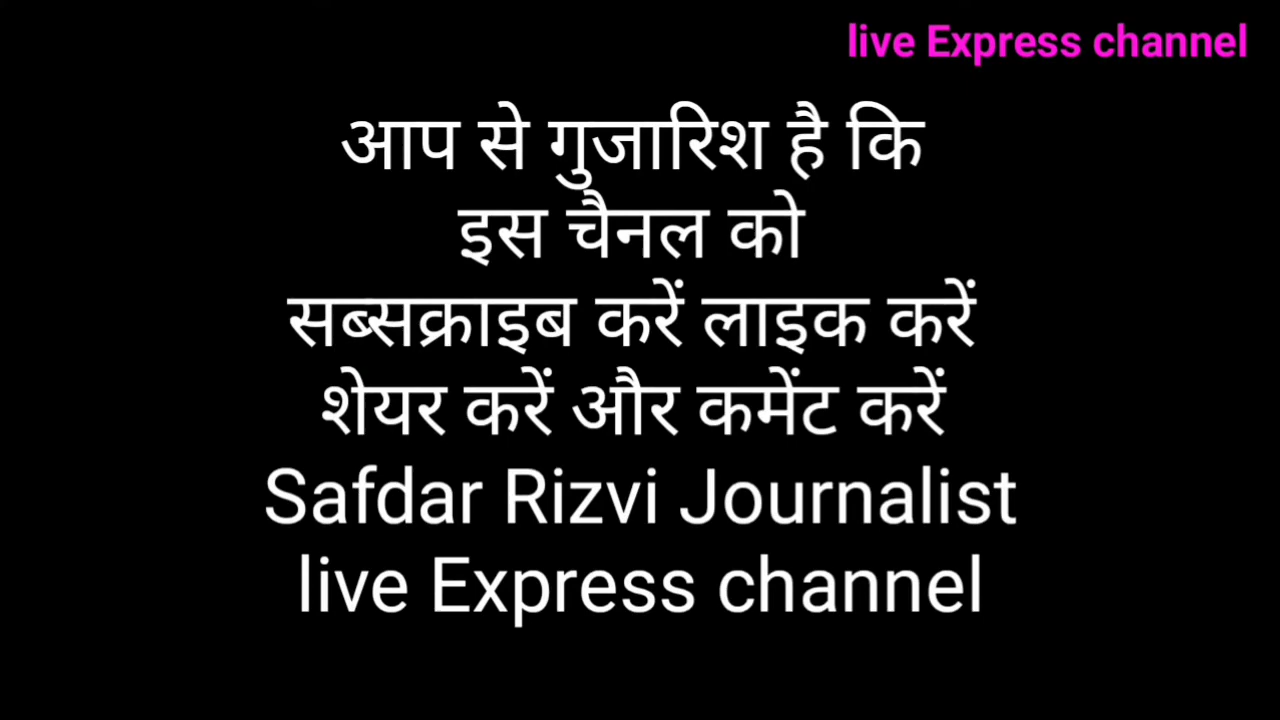 live Express channel
आप से गुजारिश है कि
इस चैनल को
सब्सक्राइब करें लाइक करें
शेयर करें और कमेंट करें
Safdar Rizvi Journalist
live Express channel